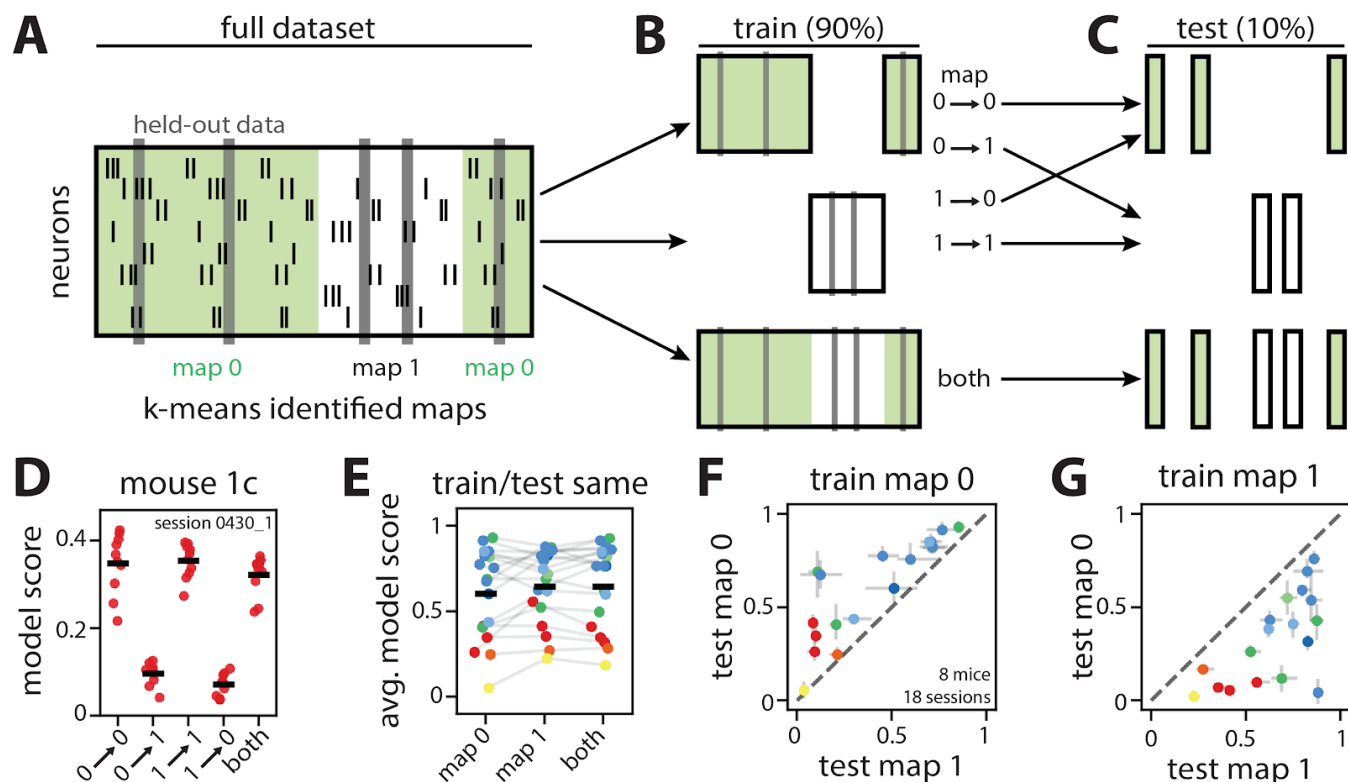 A
full dataset
held-out data
neurons
map 0
map 1
map 0
k-means identified maps
B
train (90%)
map
0 → 0
0 → 1
1 → 0
1 → 1
both
C
test (10%)
D
mouse 1c
session 0430_1
model score
0.4
0.2
0
0→0
0→1
1→1
1→0
both
E
train/test same
avg. model score
1
0.5
0
map 0
map 1
both
F
train map 0
test map 0
1
0.5
0
8 mice
18 sessions
0
0.5
1
test map 1
G
train map 1
test map 0
1
0.5
0
0
0.5
1
test map 1